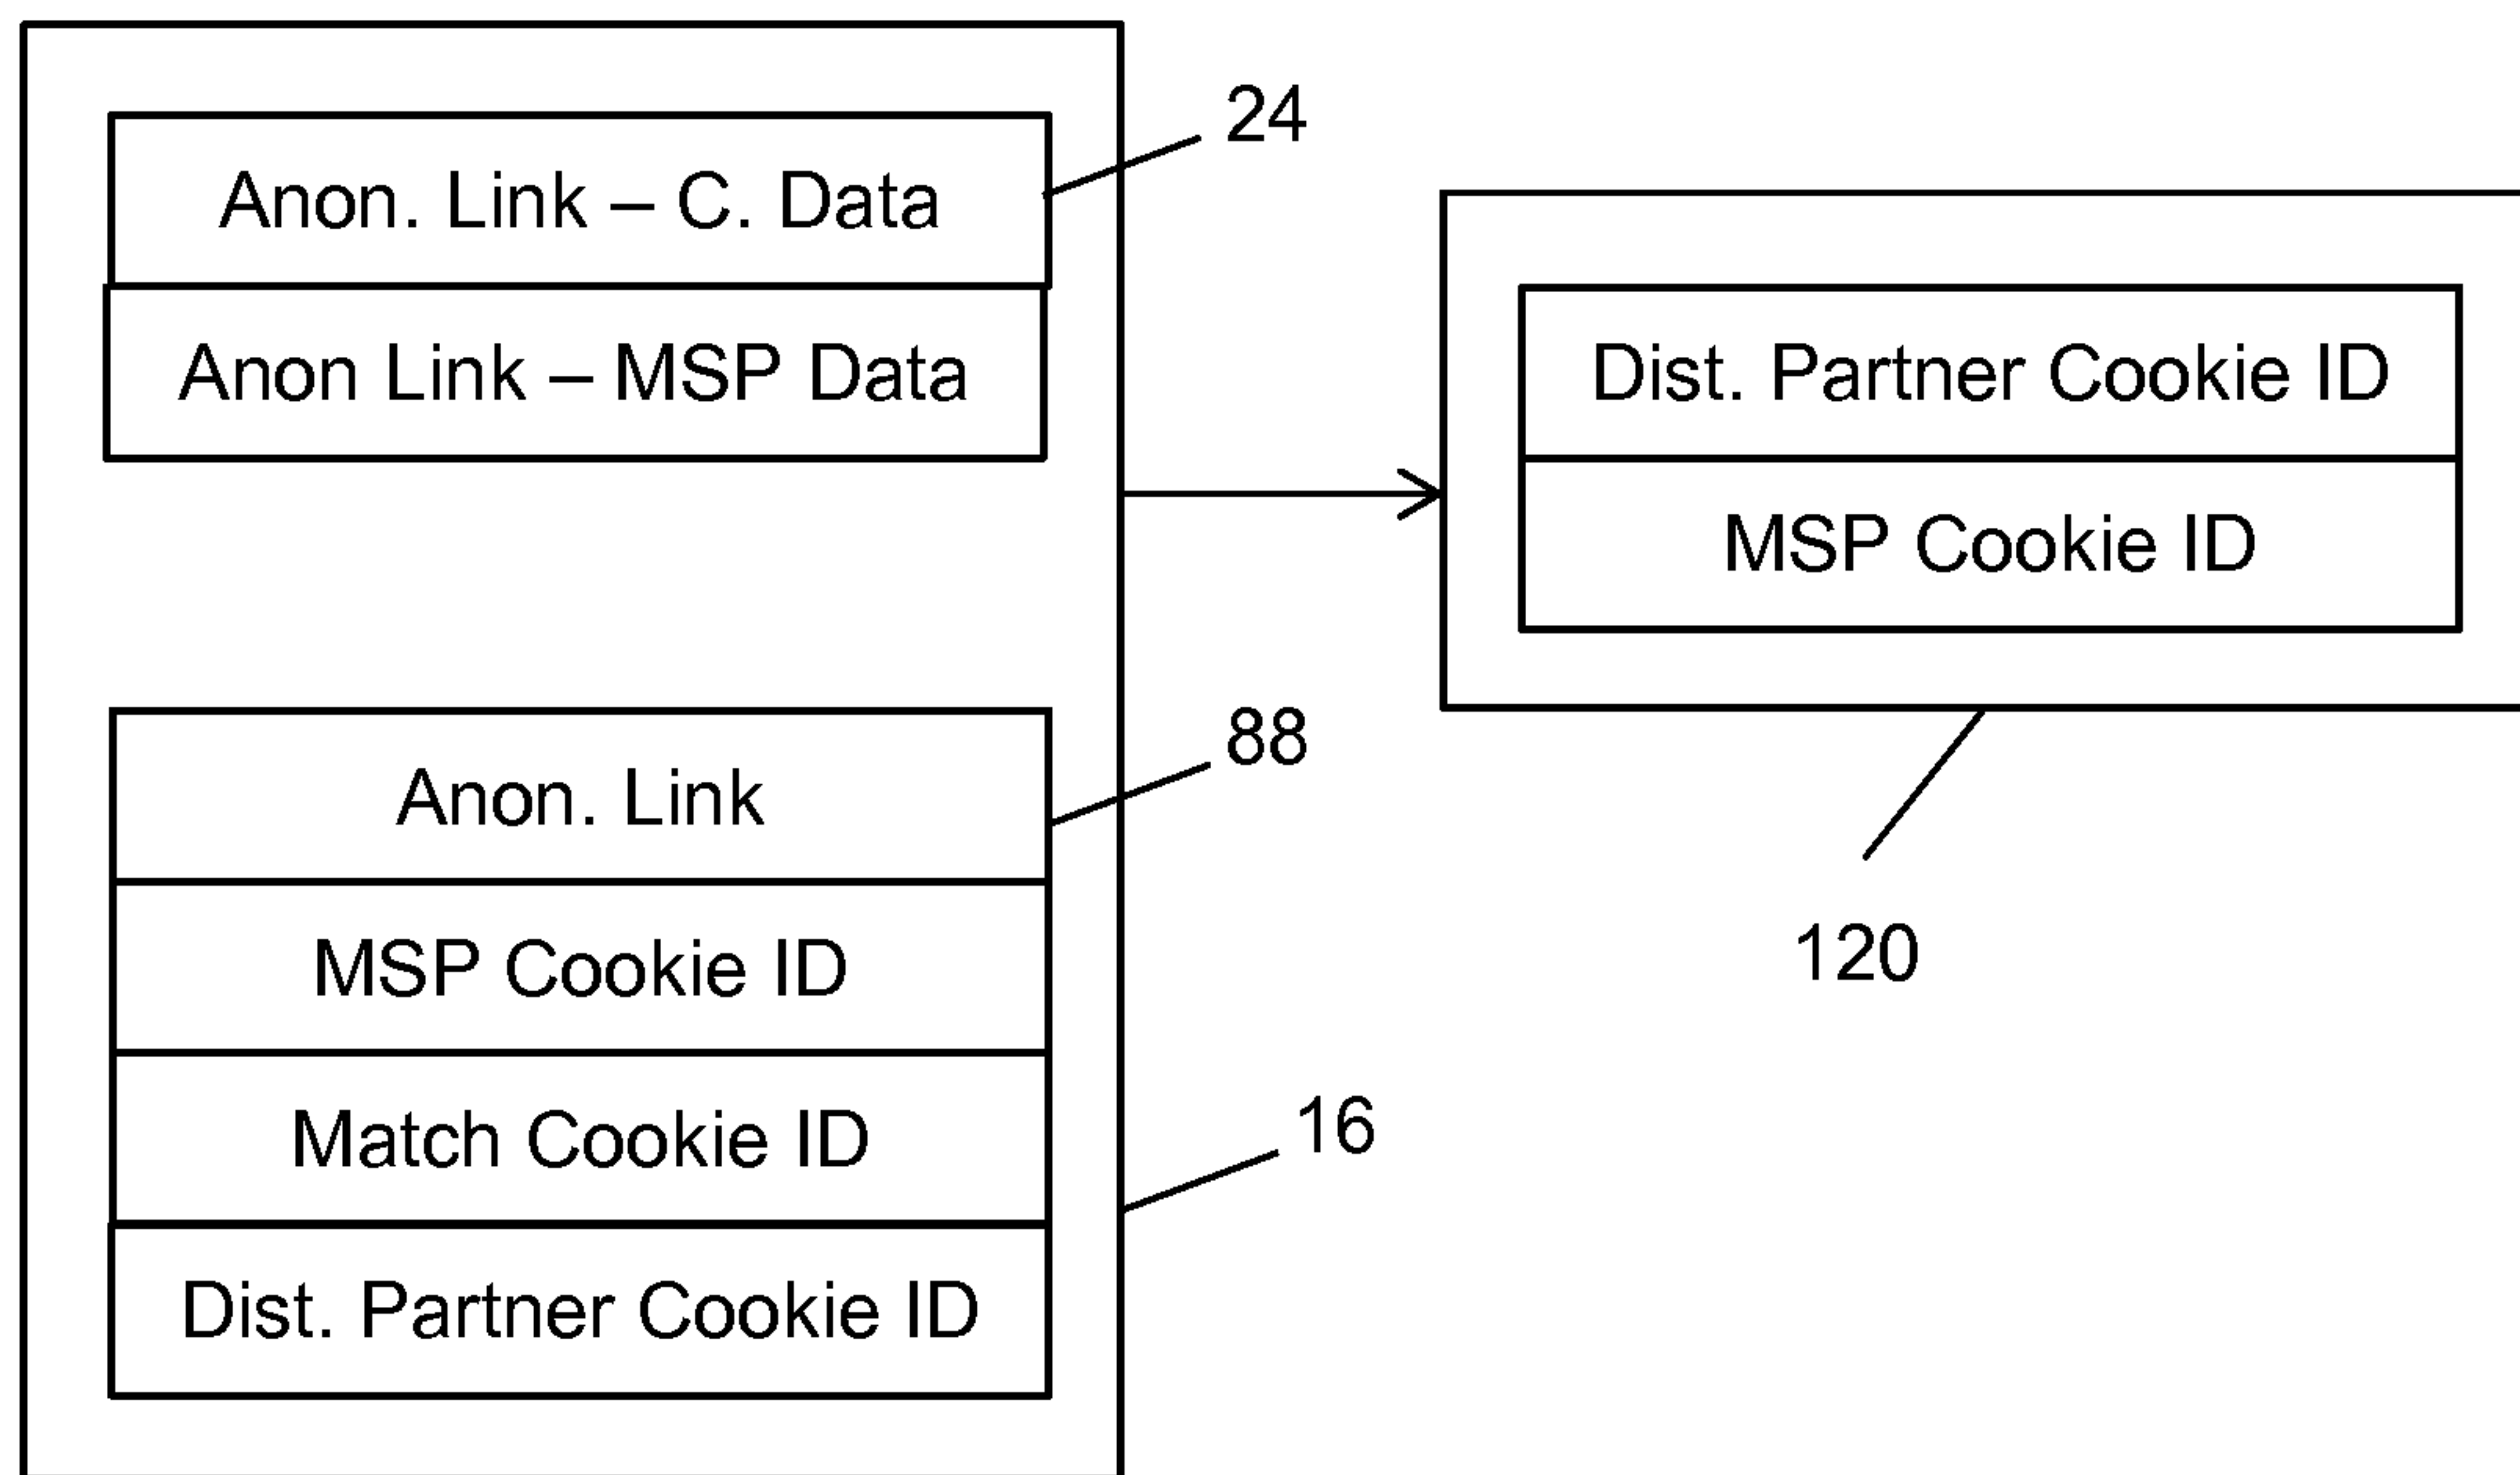 24
Anon. Link – C. Data
Anon Link – MSP Data
Dist. Partner Cookie ID
MSP Cookie ID
88
Anon. Link
MSP Cookie ID
Match Cookie ID
Dist. Partner Cookie ID
120
16